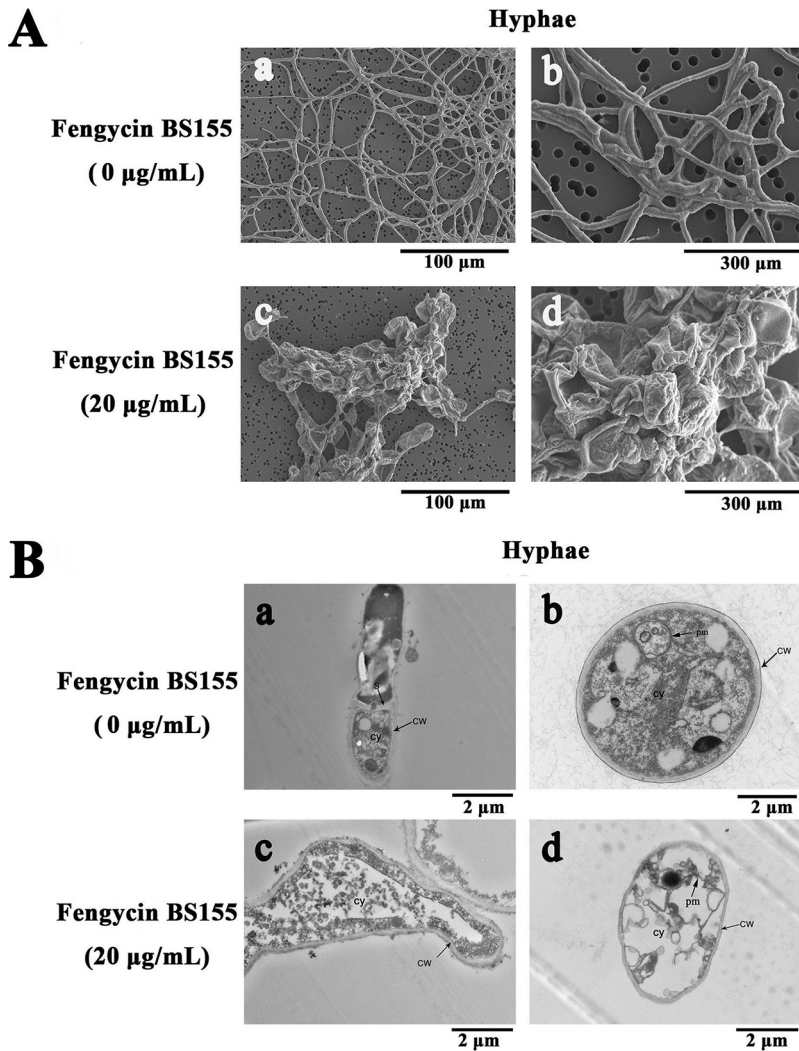 A
Hyphae
a
b
Fengycin BS155
( 0 μg/mL)
100 μm
300 μm
c
d
Fengycin BS155
(20 μg/mL)
100 μm
300 μm
B
Hyphae
a
b
pm
cw
Fengycin BS155
( 0 μg/mL)
s
cw
cy
cy
2 μm
2 μm
c
d
Fengycin BS155
(20 μg/mL)
cy
cw
pm
cy
cw
2 μm
2 μm